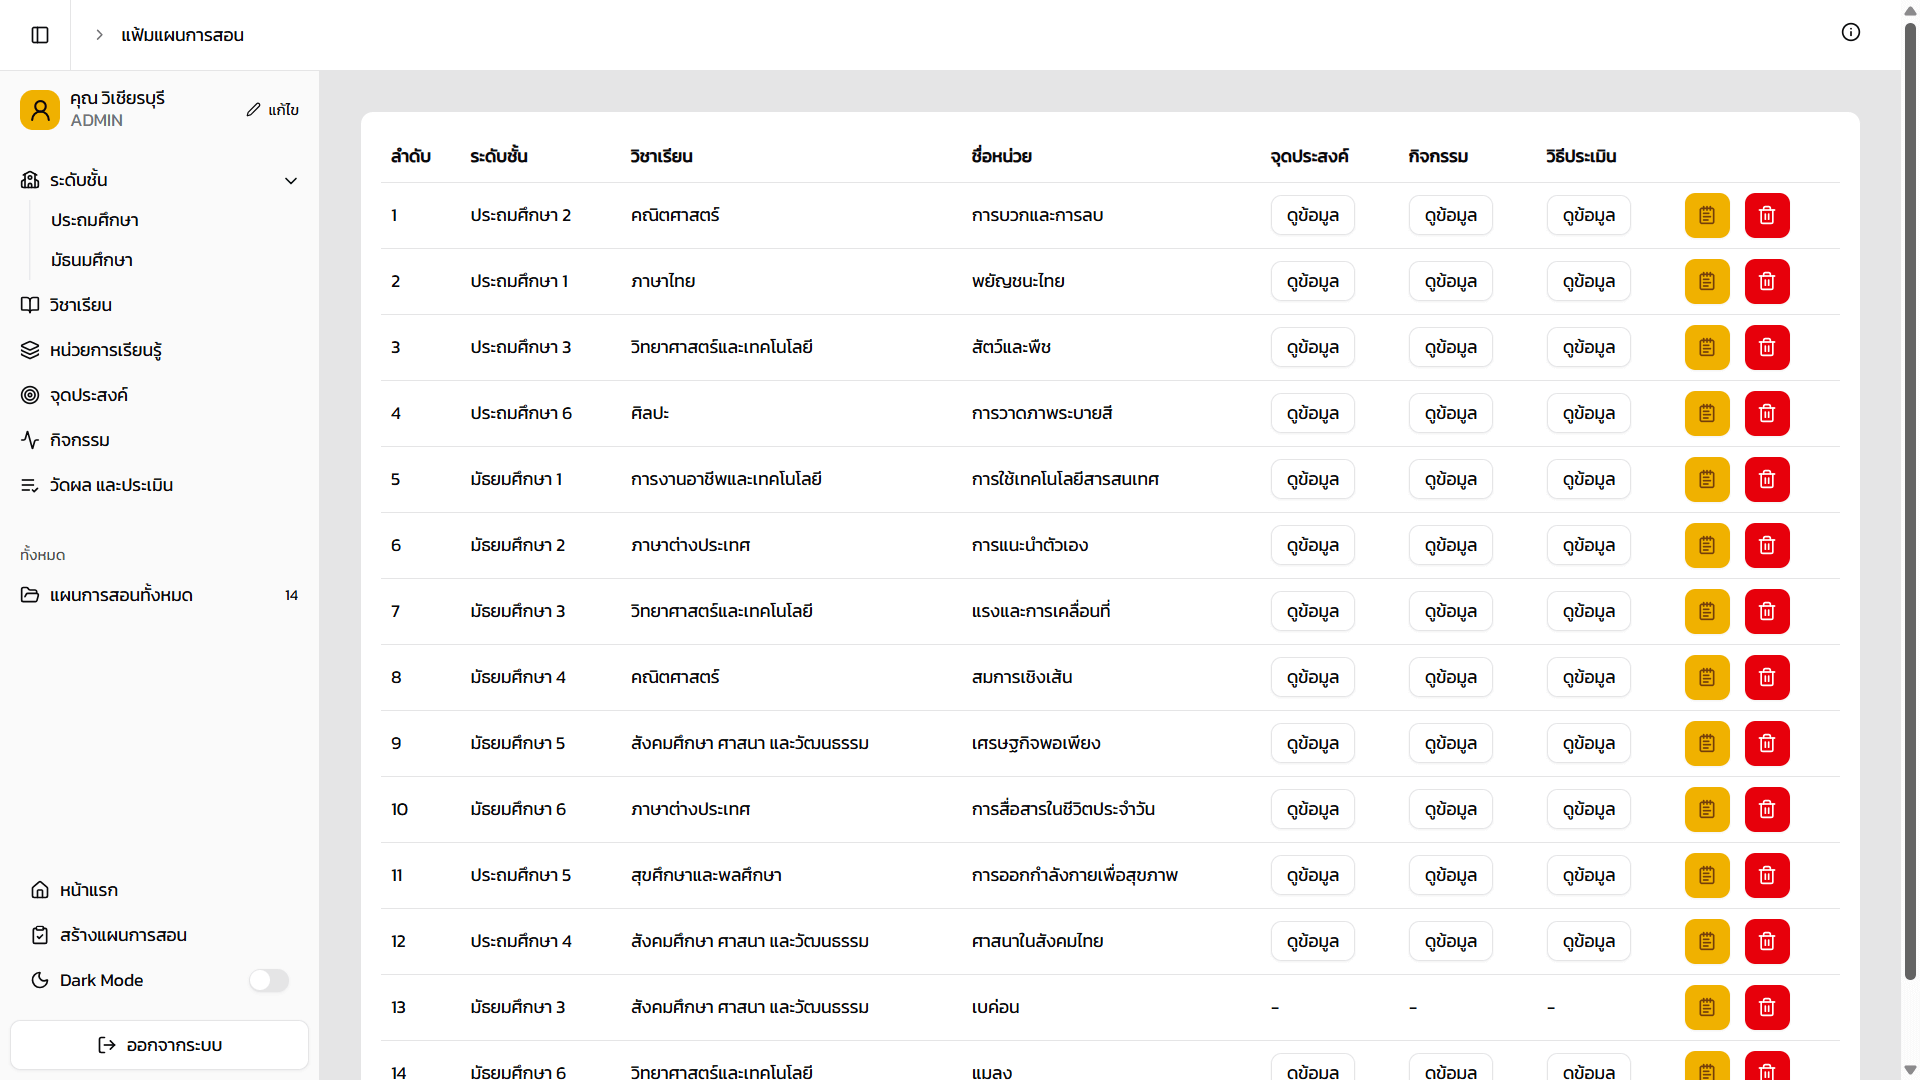 แฟ้มแผนการสอน
คุณ วิเชียรบุรี
ADMIN
แก้ไข
ระดับชั้น
ประถมศึกษา
มัธนมศึกษา
วิชาเรียน
หน่วยการเรียนรู้
จุดประสงค์
กิจกรรม
วัดผล และประเมิน
ทั้งหมด
แผนการสอนทั้งหมด 14
หน้าแรก
สร้างแผนการสอน
Dark Mode
ออกจากระบบ
ลำดับ ระดับชั้น วิชาเรียน ชื่อหน่วย จุดประสงค์ กิจกรรม วิธีประเมิน
1 ประถมศึกษา 2 คณิตศาสตร์ การบวกและการลบ ดูข้อมูล ดูข้อมูล ดูข้อมูล
2 ประถมศึกษา 1 ภาษาไทย พยัญชนะไทย ดูข้อมูล ดูข้อมูล ดูข้อมูล
3 ประถมศึกษา 3 วิทยาศาสตร์และเทคโนโลยี สัตว์และพืช ดูข้อมูล ดูข้อมูล ดูข้อมูล
4 ประถมศึกษา 6 ศิลปะ การวาดภาพระบายสี ดูข้อมูล ดูข้อมูล ดูข้อมูล
5 มัธยมศึกษา 1 การงานอาชีพและเทคโนโลยี การใช้เทคโนโลยีสารสนเทศ ดูข้อมูล ดูข้อมูล ดูข้อมูล
6 มัธยมศึกษา 2 ภาษาต่างประเทศ การแนะนำตัวเอง ดูข้อมูล ดูข้อมูล ดูข้อมูล
7 มัธยมศึกษา 3 วิทยาศาสตร์และเทคโนโลยี แรงและการเคลื่อนที่ ดูข้อมูล ดูข้อมูล ดูข้อมูล
8 มัธยมศึกษา 4 คณิตศาสตร์ สมการเชิงเส้น ดูข้อมูล ดูข้อมูล ดูข้อมูล
9 มัธยมศึกษา 5 สังคมศึกษา ศาสนา และวัฒนธรรม เศรษฐกิจพอเพียง ดูข้อมูล ดูข้อมูล ดูข้อมูล
10 มัธยมศึกษา 6 ภาษาต่างประเทศ การสื่อสารในชีวิตประจำวัน ดูข้อมูล ดูข้อมูล ดูข้อมูล
11 ประถมศึกษา 5 สุขศึกษาและพลศึกษา การออกกำลังกายเพื่อสุขภาพ ดูข้อมูล ดูข้อมูล ดูข้อมูล
12 ประถมศึกษา 4 สังคมศึกษา ศาสนา และวัฒนธรรม ศาสนาในสังคมไทย ดูข้อมูล ดูข้อมูล ดูข้อมูล
13 มัธยมศึกษา 3 สังคมศึกษา ศาสนา และวัฒนธรรม เบค่อน - - -
14 มัธยมศึกษา 6 วิทยาศาสตร์และเทคโนโลยี แมลง ดูข้อมูล ดูข้อมูล ดูข้อมูล